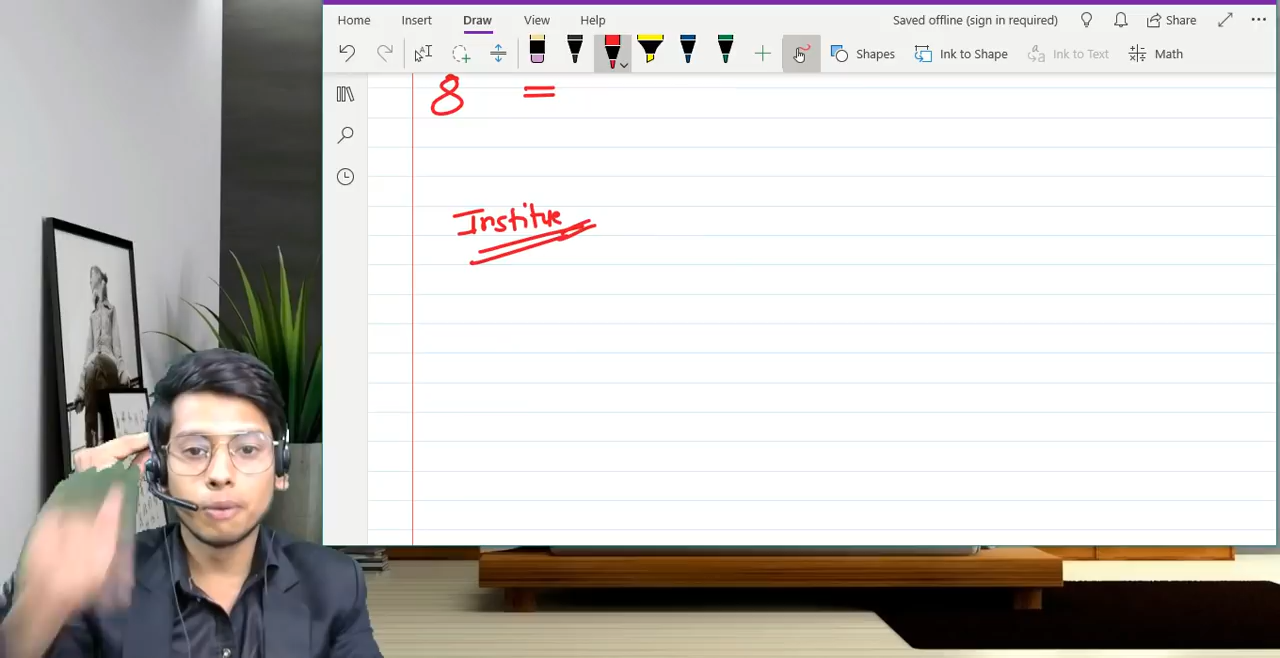 Home Insert Draw View Help Saved offline (sign in required) Share
Shapes Ink to Shape Ink to Text Math
8 =
Institue